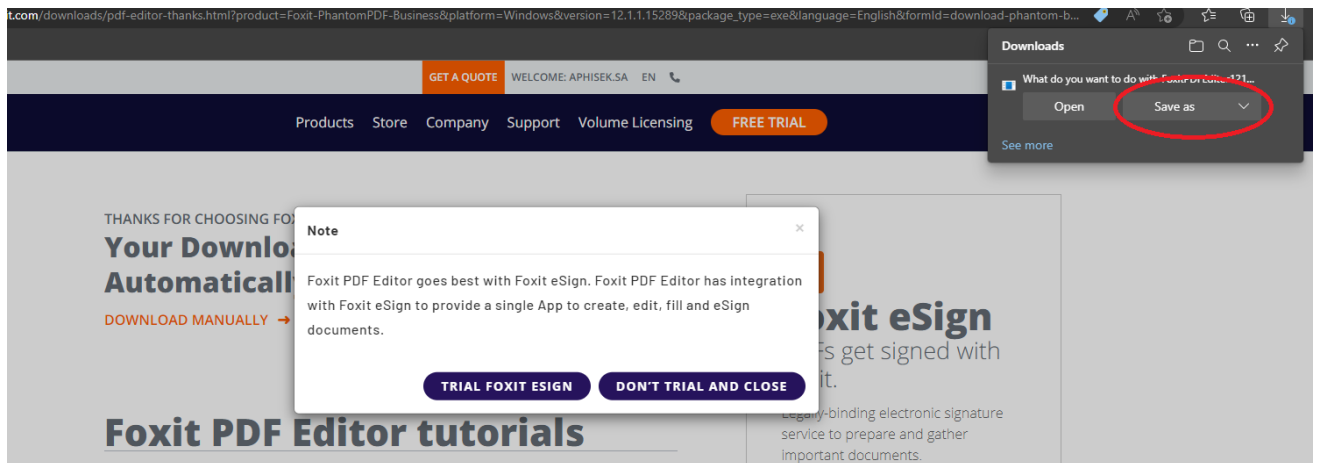 it.com/downloads/pdf-editor-thanks.html?product=Foxit-PhantomPDF-Business&platform=Windows&version=12.1.1.15289&package_type=exe&language=English&formId=download-phantom-b...
Downloads
What do you want to do with FoxitPDFEditor121...
Open
Save as
See more
GET A QUOTE WELCOME: APHISEK.SA EN
Products Store Company Support Volume Licensing FREE TRIAL
THANKS FOR CHOOSING FO
Your Downlo
Automaticall
DOWNLOAD MANUALLY →
Note ×
Foxit PDF Editor goes best with Foxit eSign. Foxit PDF Editor has integration
with Foxit eSign to provide a single App to create, edit, fill and eSign
documents.
TRIAL FOXIT ESIGN DON'T TRIAL AND CLOSE
oxit eSign
Fs get signed with
it.
Legally-binding electronic signature
service to prepare and gather
important documents.
Foxit PDF Editor tutorials